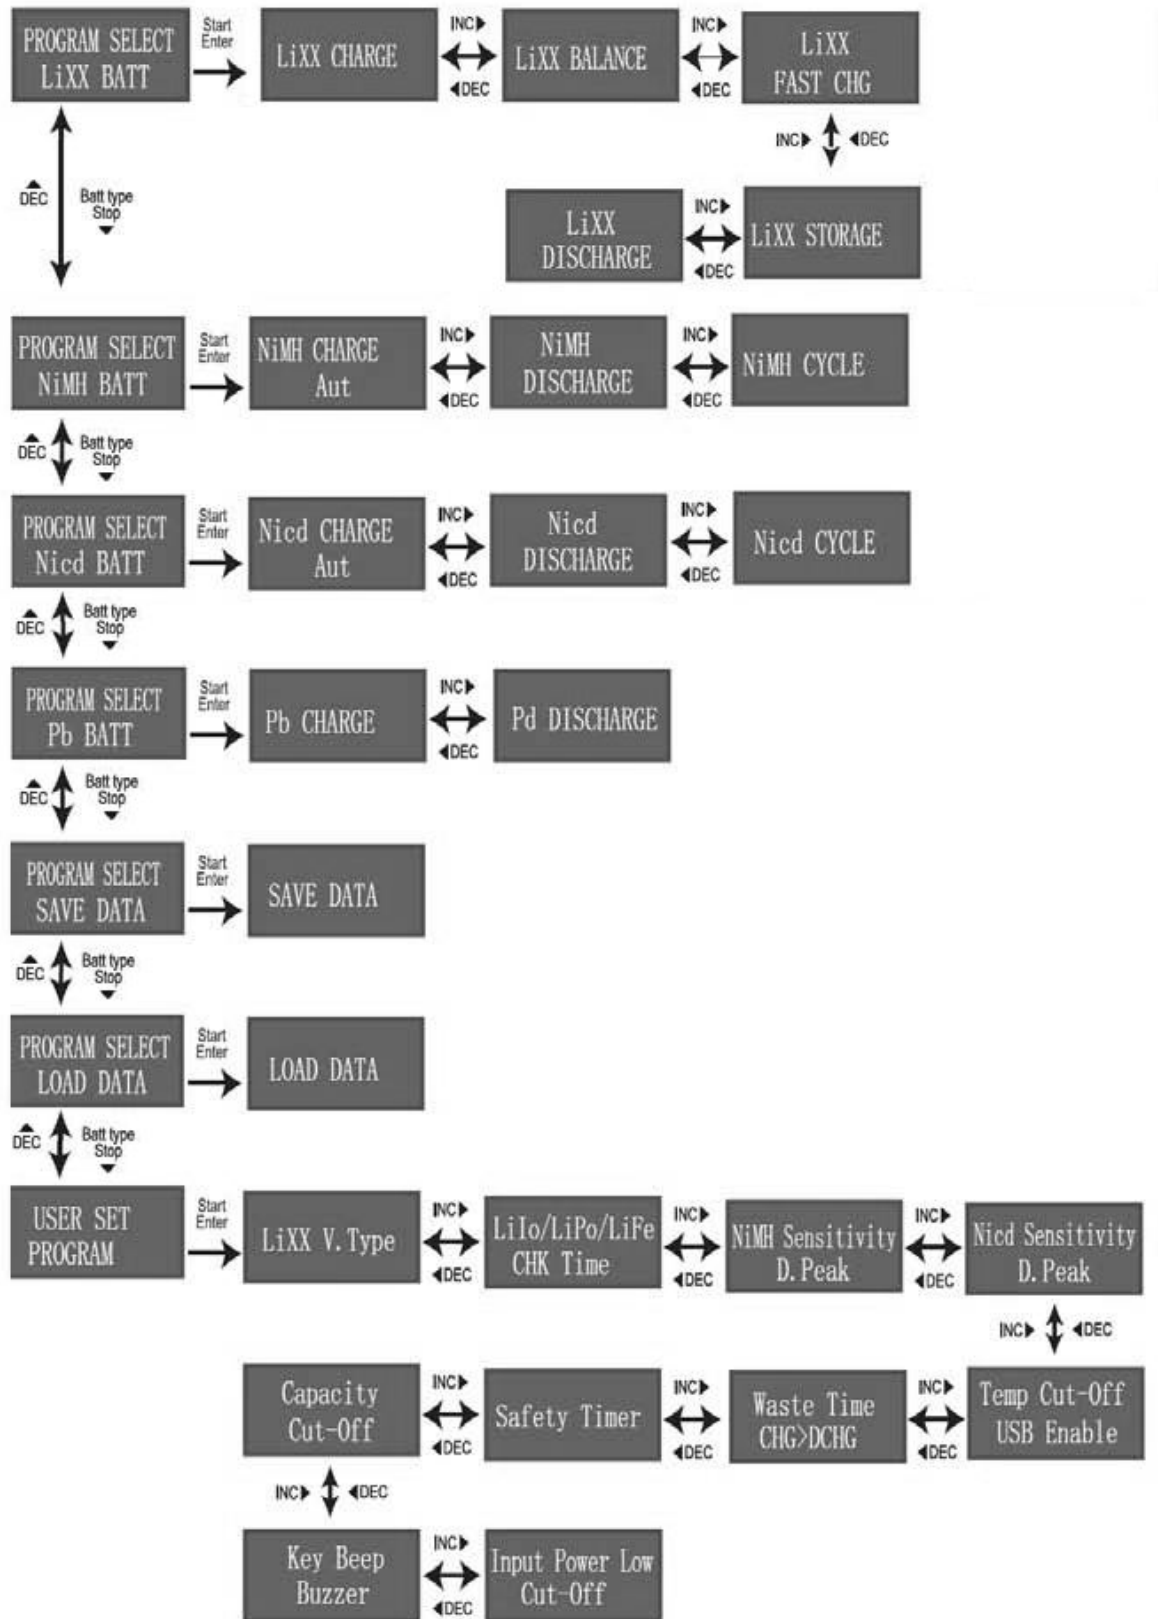 PROGRAM SELECT
LiXX BATT
Start
Enter
LiXX CHARGE
INC▶
◀DEC
LiXX BALANCE
INC▶
◀DEC
LiXX
FAST CHG
INC▶ ◀DEC
▲
DEC
Batt type
Stop
▼
LiXX
DISCHARGE
INC▶
◀DEC
LiXX STORAGE
PROGRAM SELECT
NiMH BATT
Start
Enter
NiMH CHARGE
Aut
INC▶
◀DEC
NiMH
DISCHARGE
INC▶
◀DEC
NiMH CYCLE
▲
DEC
Batt type
Stop
▼
PROGRAM SELECT
Nicd BATT
Start
Enter
Nicd CHARGE
Aut
INC▶
◀DEC
Nicd
DISCHARGE
INC▶
◀DEC
Nicd CYCLE
▲
DEC
Batt type
Stop
▼
PROGRAM SELECT
Pb BATT
Start
Enter
Pb CHARGE
INC▶
◀DEC
Pd DISCHARGE
▲
DEC
Batt type
Stop
▼
PROGRAM SELECT
SAVE DATA
Start
Enter
SAVE DATA
▲
DEC
Batt type
Stop
▼
PROGRAM SELECT
LOAD DATA
Start
Enter
LOAD DATA
▲
DEC
Batt type
Stop
▼
USER SET
PROGRAM
Start
Enter
LiXX V.Type
INC▶
◀DEC
LiIo/LiPo/LiFe
CHK Time
INC▶
◀DEC
NiMH Sensitivity
D.Peak
INC▶
◀DEC
Nicd Sensitivity
D.Peak
INC▶ ◀DEC
Capacity
Cut-Off
INC▶
◀DEC
Safety Timer
INC▶
◀DEC
Waste Time
CHG>DCHG
INC▶
◀DEC
Temp Cut-Off
USB Enable
INC▶ ◀DEC
Key Beep
Buzzer
INC▶
◀DEC
Input Power Low
Cut-Off